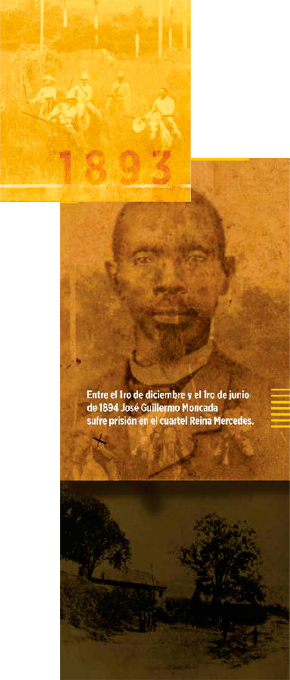 1893
Entre el 1ro de diciembre y el 1ro de junio
de 1894 José Guillermo Moncada
sufre prisión en el cuartel Reina Mercedes.